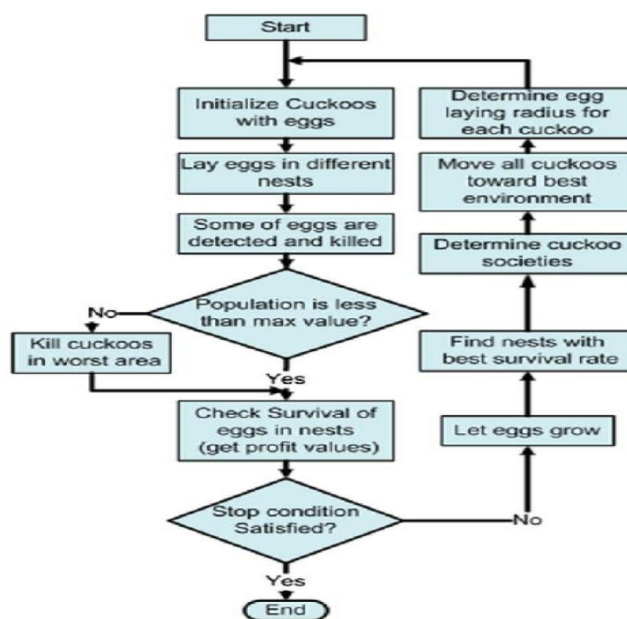 Start
Initialize Cuckoos
with eggs
Lay eggs in different
nests
Some of eggs are
detected and killed
Population is less
than max value?
No
Kill cuckoos
in worst area
Yes
Check Survival of
eggs in nests
(get profit values)
Stop condition
Satisfied?
Yes
End
No
Let eggs grow
Find nests with
best survival rate
Determine cuckoo
societies
Move all cuckoos
toward best
environment
Determine egg
laying radius for
each cuckoo